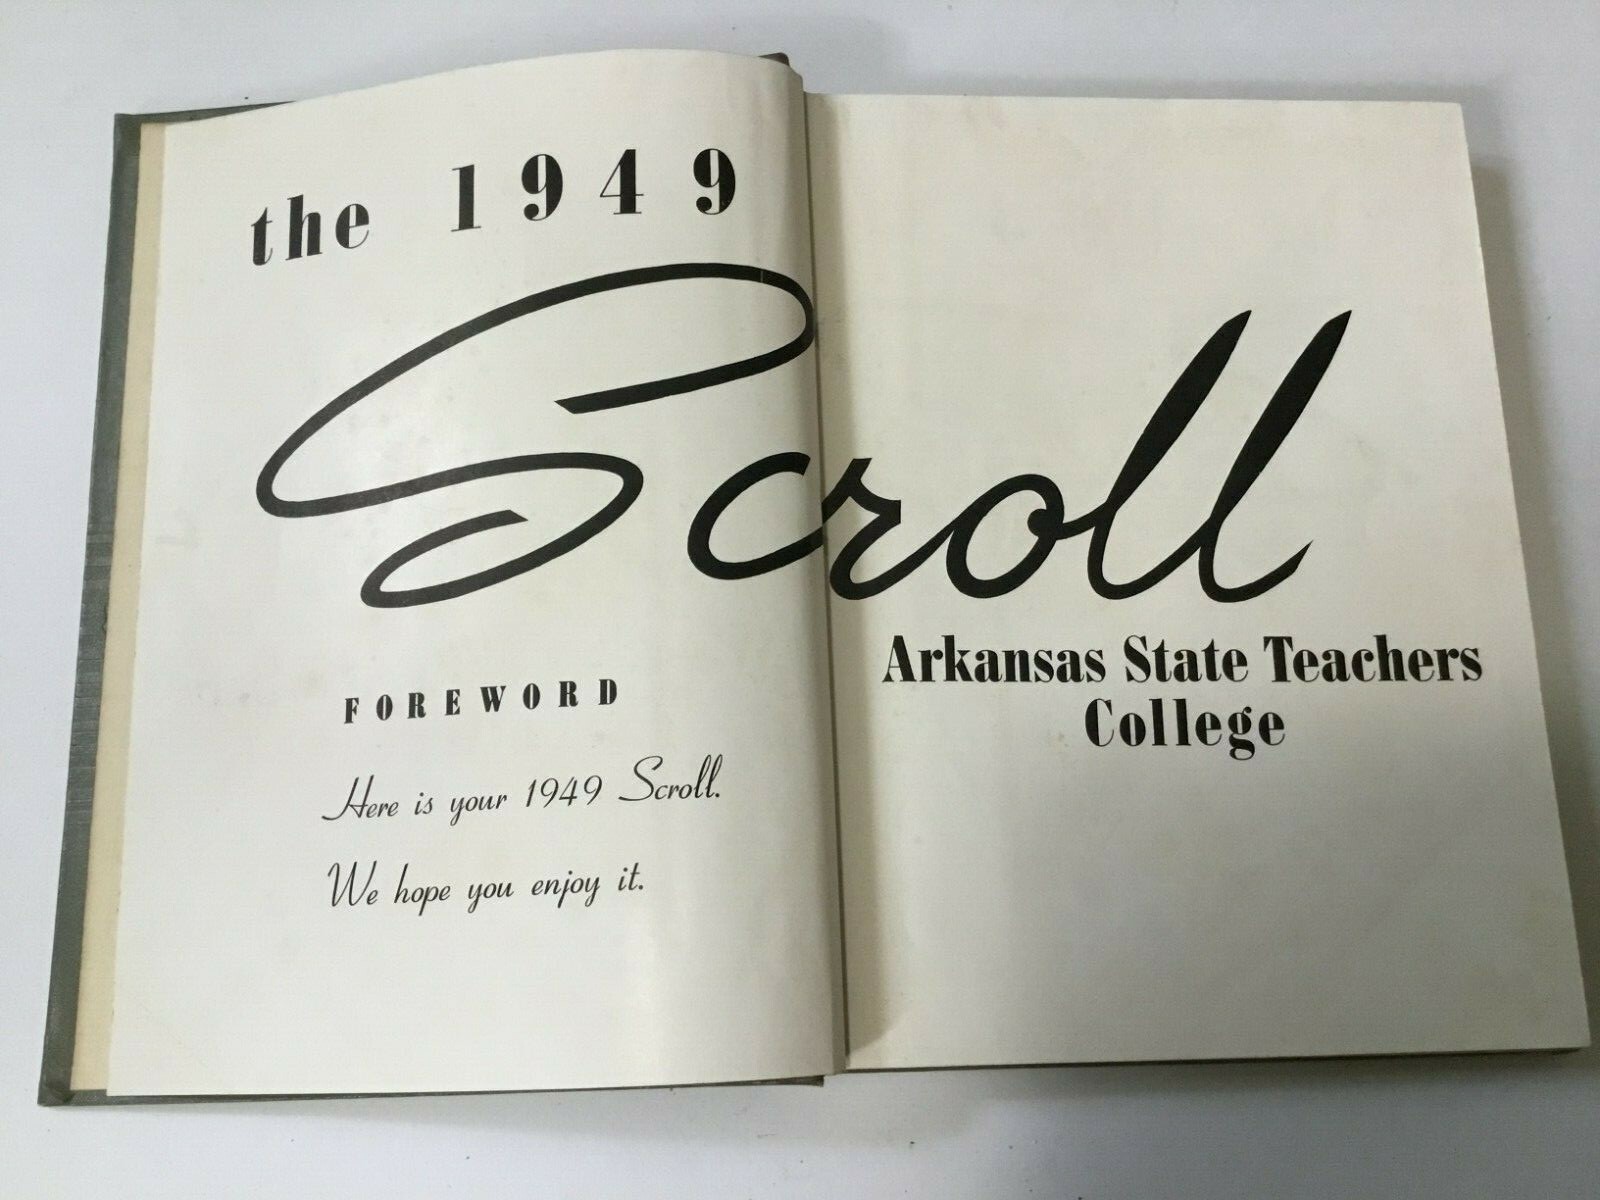 the 1949
Scroll
Arkansas State Teachers
College
FOREWORD
Here is your 1949 Scroll.
We hope you enjoy it.